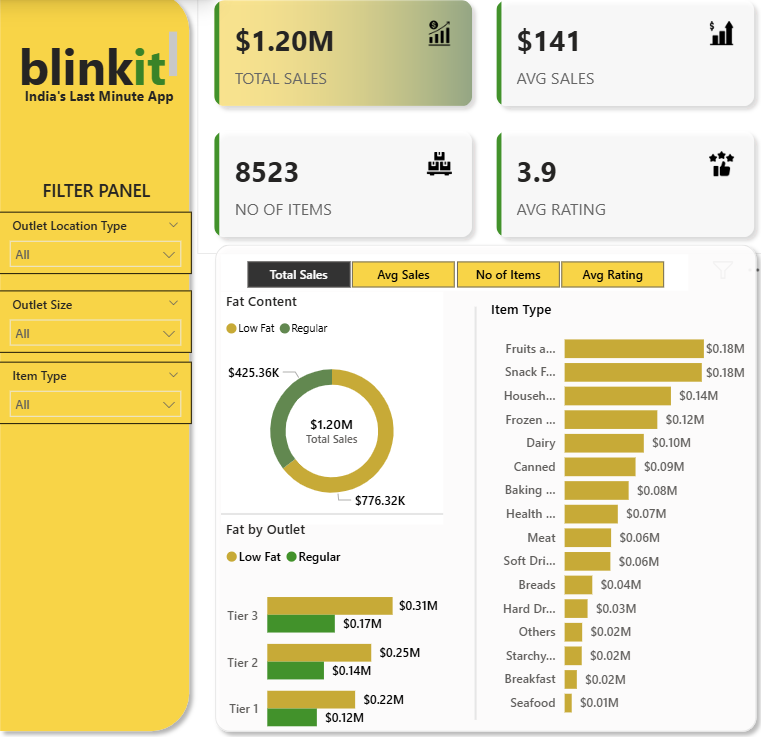 blinkit
India's Last Minute App
FILTER PANEL
Outlet Location Type
All
Outlet Size
All
Item Type
All
$1.20M
TOTAL SALES
$141
AVG SALES
8523
NO OF ITEMS
3.9
AVG RATING
Total Sales
Avg Sales
No of Items
Avg Rating
Fat Content
Low Fat Regular
$425.36K
$1.20M
Total Sales
$776.32K
Fat by Outlet
Low Fat Regular
Tier 3 $0.31M
$0.17M
Tier 2 $0.25M
$0.14M
Tier 1 $0.22M
$0.12M
Item Type
Fruits a... $0.18M
Snack F... $0.18M
Househ... $0.14M
Frozen ... $0.12M
Dairy $0.10M
Canned $0.09M
Baking ... $0.08M
Health ... $0.07M
Meat $0.06M
Soft Dri... $0.06M
Breads $0.04M
Hard Dr... $0.03M
Others $0.02M
Starchy... $0.02M
Breakfast $0.02M
Seafood $0.01M